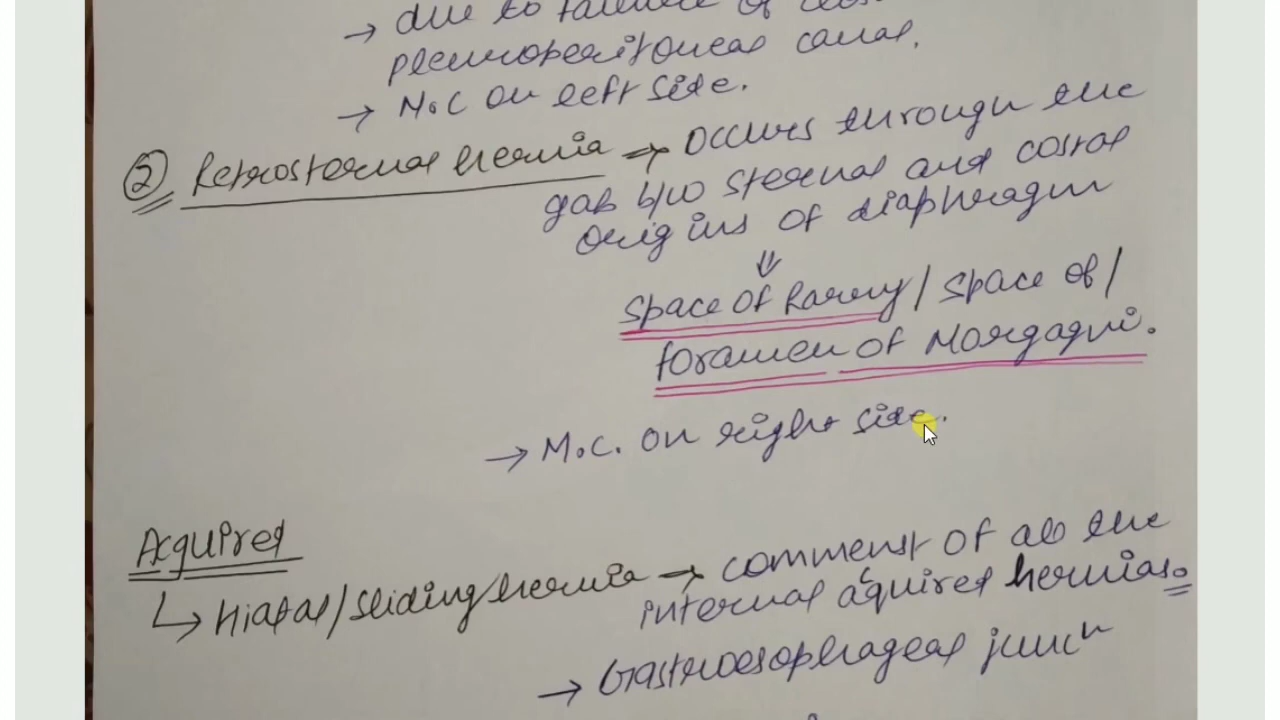 → due to failure of
pleuroperitoneal canal.
→ M.C on left side.
② Retrosternal hernia → Occurs through the
gap b/w sternal and costal
origins of diaphragm
⇓
Space of Larrey / Space of /
foramen of Morgagni.
→ M.C. on right side.
Acquired
↳ Hiatal/sliding hernia → commenst of all the
internal acquired hernias.
→ Gastroesophageal juncⁿ